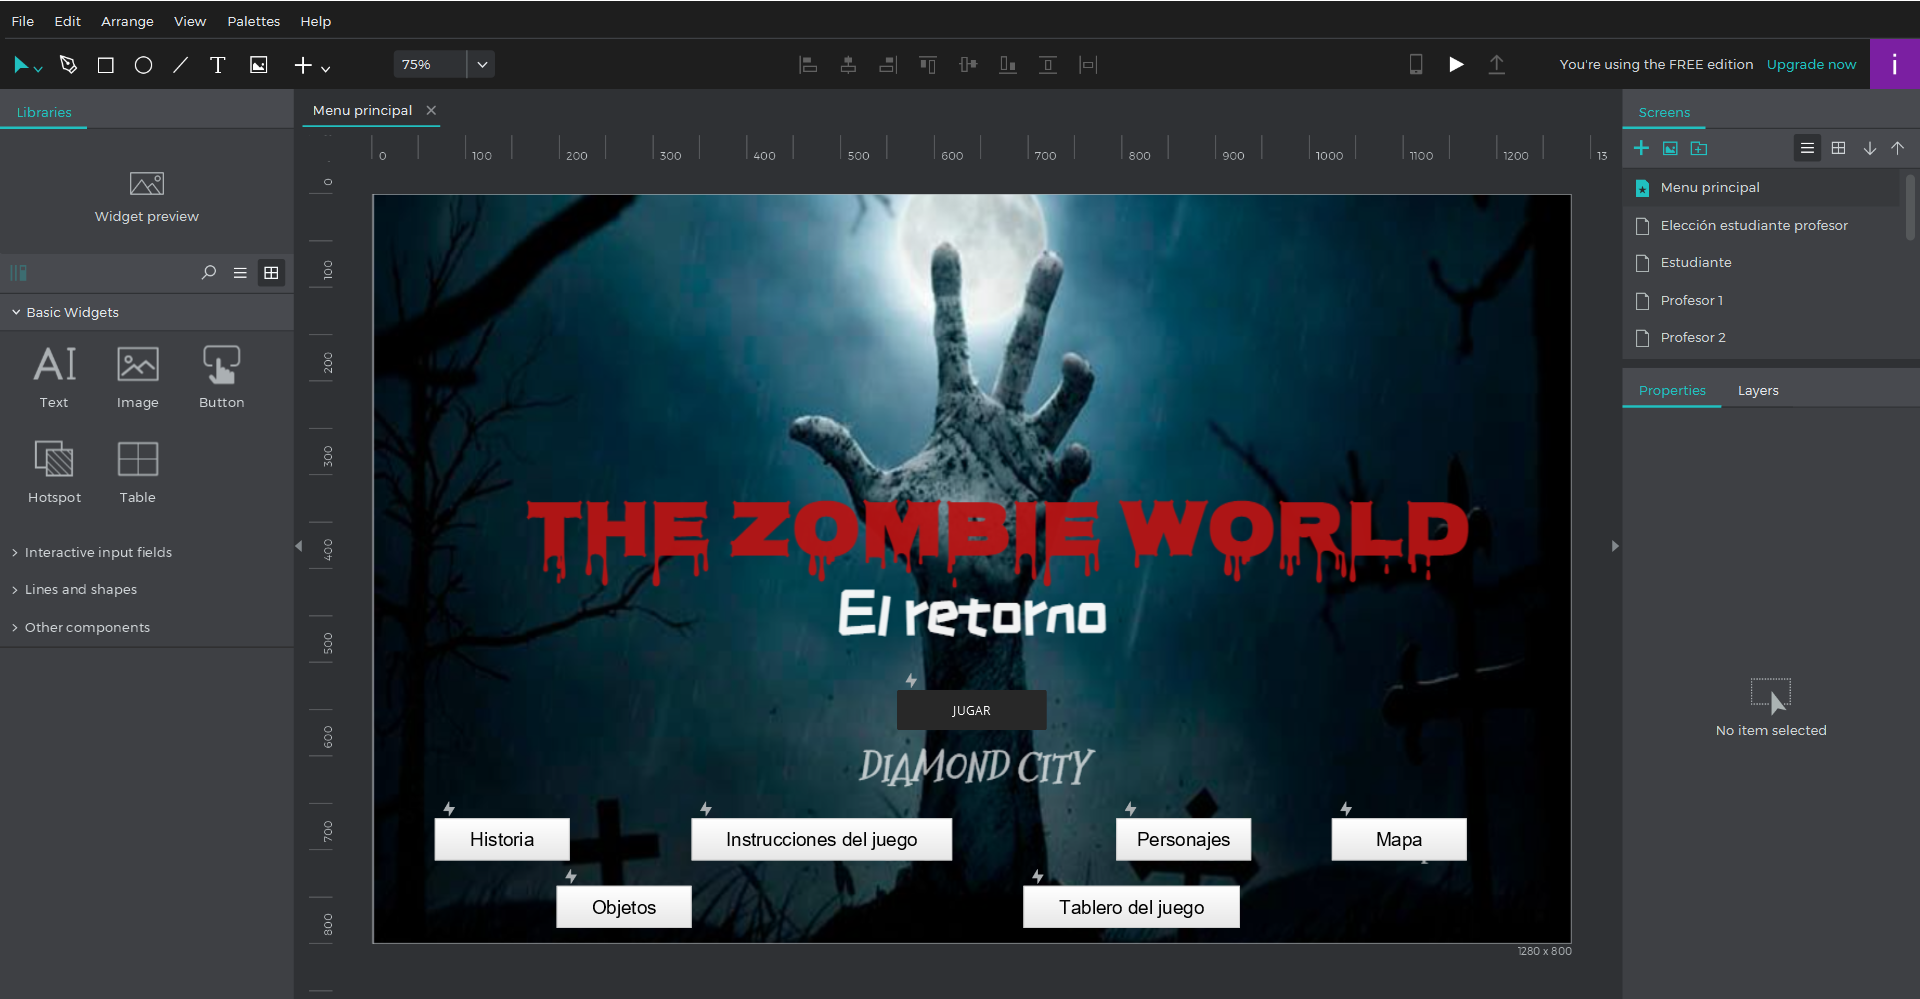 File Edit Arrange View Palettes Help
75%
You're using the FREE edition Upgrade now i
Libraries
Widget preview
Basic Widgets
AI
Text Image Button
Hotspot Table
Interactive input fields
Lines and shapes
Other components
Menu principal
0 100 200 300 400 500 600 700 800 900 1000 1100 1200 13
0
100
200
300
400
500
600
700
800
THE ZOMBIE WORLD
El retorno
JUGAR
DIAMOND CITY
Historia Instrucciones del juego Personajes Mapa
Objetos Tablero del juego
1280 x 800
Screens
Menu principal
Elección estudiante profesor
Estudiante
Profesor 1
Profesor 2
Properties Layers
No item selected